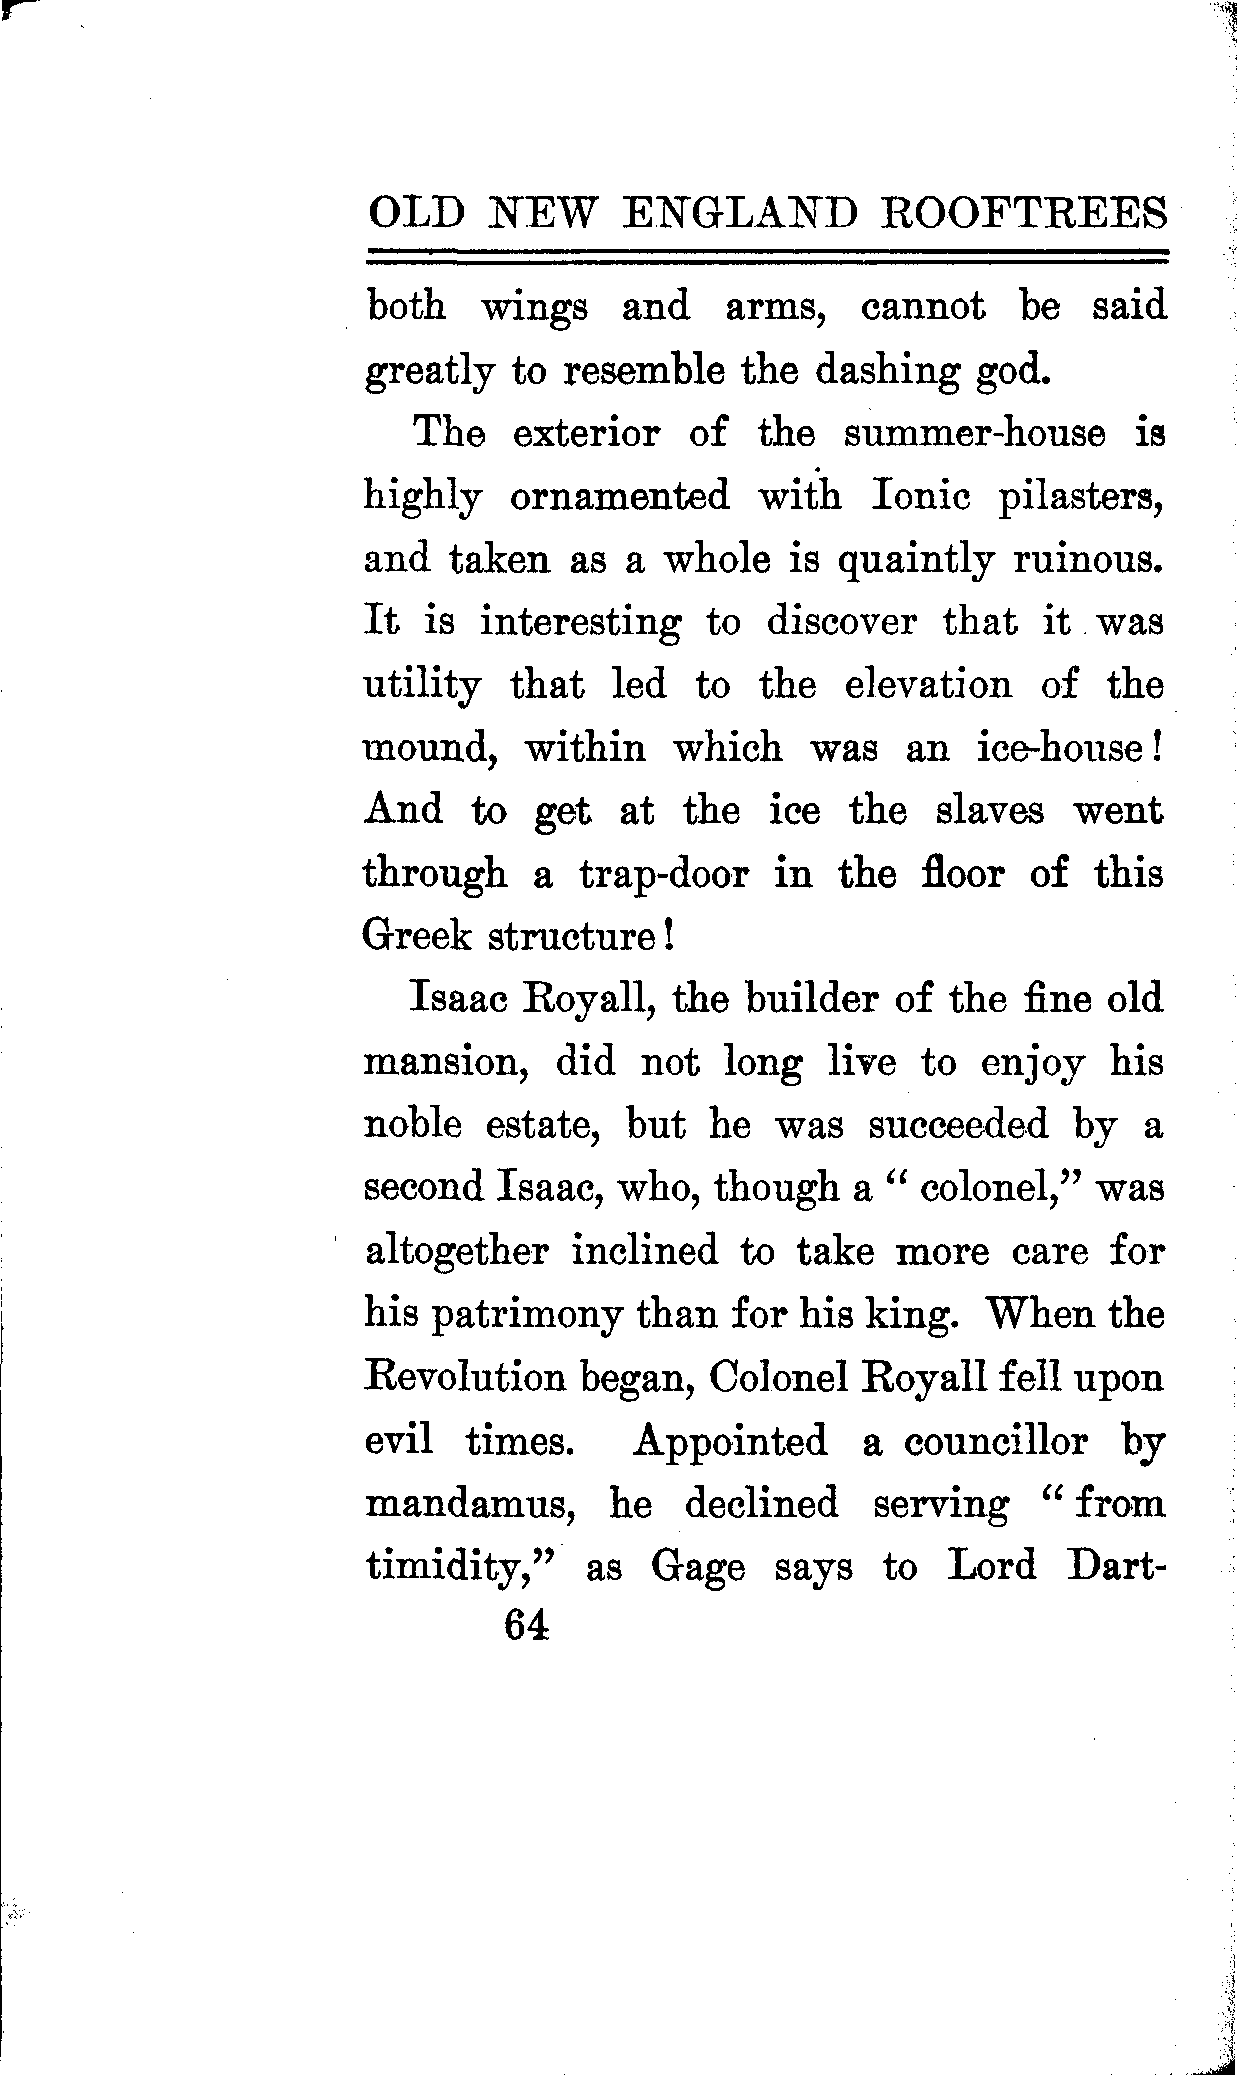 OLD NEW ENGLAND ROOFTREES
both wings and arms, cannot be said
greatly to resemble the dashing god.
The exterior of the summer-house is
highly ornamented with Ionic pilasters,
and taken as a whole is quaintly ruinous.
It is interesting to discover that it was
utility that led to the elevation of the
mound, within which was an ice-house!
And to get at the ice the slaves went
through a trap-door in the floor of this
Greek structure!
Isaac Royall, the builder of the fine old
mansion, did not long live to enjoy his
noble estate, but he was succeeded by a
second Isaac, who, though a “ colonel,” was
altogether inclined to take more care for
his patrimony than for his king. When the
Revolution began, Colonel Royall fell upon
evil times. Appointed a councillor by
mandamus, he declined serving “ from
timidity,” as Gage says to Lord Dart-
64